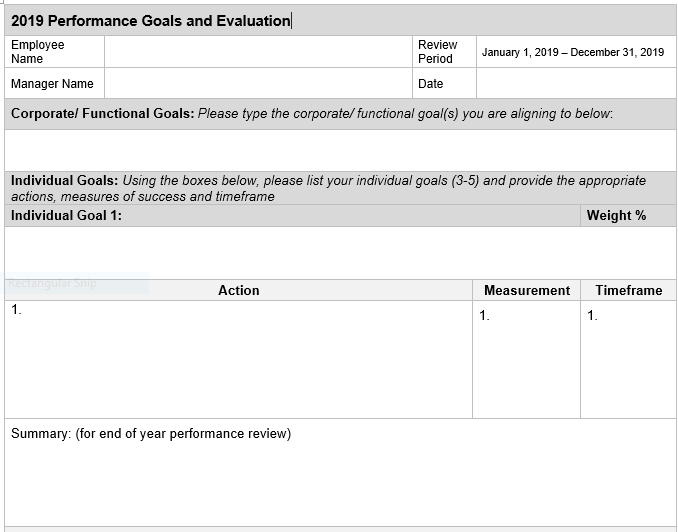 2019 Performance Goals and Evaluation
Employee
Name
Review
Period
January 1, 2019 – December 31, 2019
Manager Name
Date
Corporate/ Functional Goals: Please type the corporate/ functional goal(s) you are aligning to below:
Individual Goals: Using the boxes below, please list your individual goals (3-5) and provide the appropriate
actions, measures of success and timeframe
Individual Goal 1:
Weight %
Rectangular Snip
Action
Measurement
Timeframe
1.
1.
1.
Summary: (for end of year performance review)